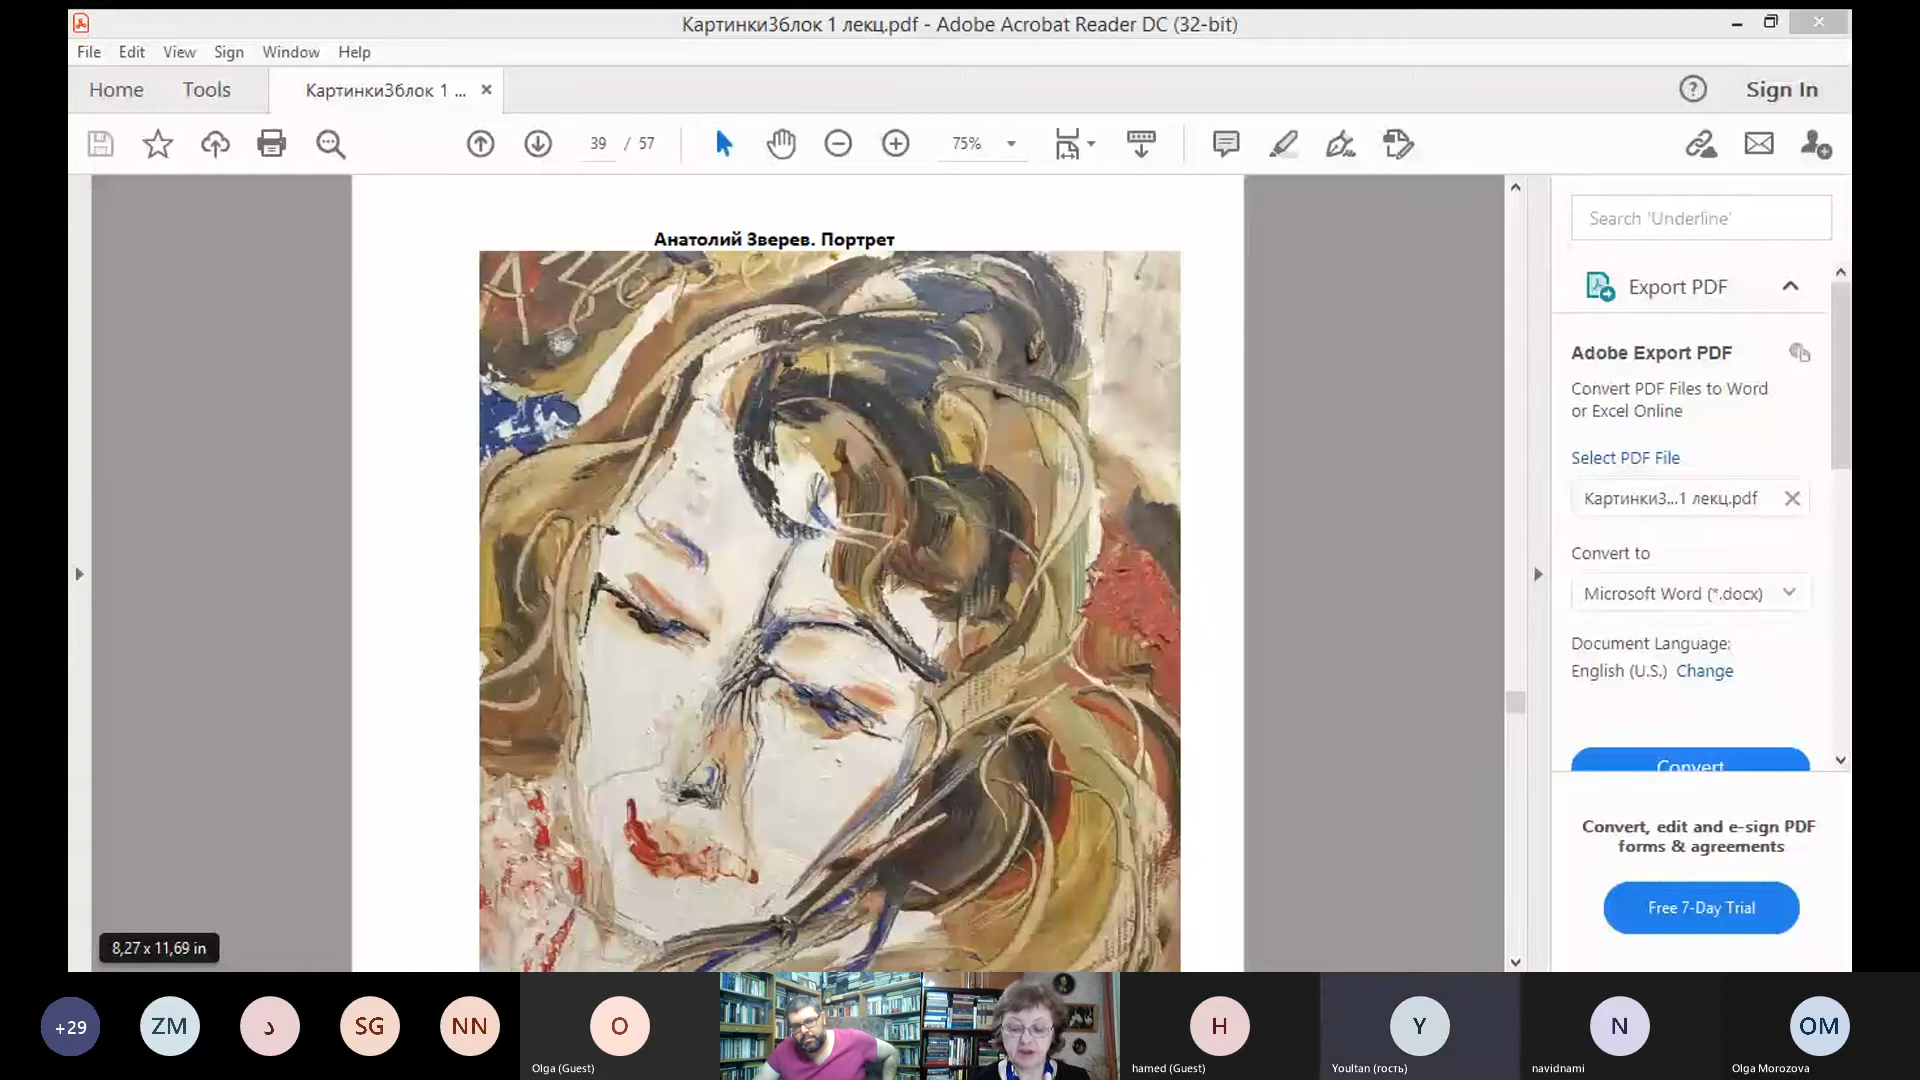 Картинки3блок 1 лекц.pdf - Adobe Acrobat Reader DC (32-bit)
File Edit View Sign Window Help
Home Tools Картинки3блок 1 ... Sign In
39 / 57 75%
Search 'Underline'
Анатолий Зверев. Портрет
Export PDF
Adobe Export PDF
Convert PDF Files to Word
or Excel Online
Select PDF File
Картинки3...1 лекц.pdf
Convert to
Microsoft Word (*.docx)
Document Language:
English (U.S.) Change
Convert
Convert, edit and e-sign PDF
forms & agreements
Free 7-Day Trial
8,27 x 11,69 in
+29 ZM د SG NN O H Y N OM
Olga (Guest) hamed (Guest) Youltan (гость) navidnami Olga Morozova